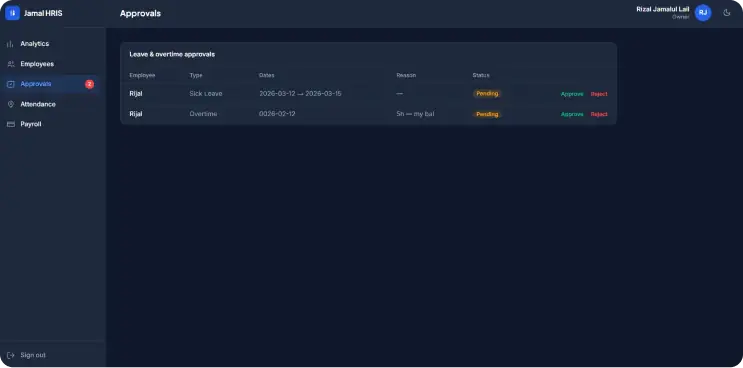 Jamal HRIS
Approvals
Rizal Jamalul Lail
Owner
RJ
Analytics
Employees
Approvals 2
Attendance
Payroll
Leave & overtime approvals
Employee Type Dates Reason Status
Rijal Sick Leave 2026-03-12 → 2026-03-15 — Pending Approve Reject
Rijal Overtime 0026-02-12 5h — my bal Pending Approve Reject
Sign out